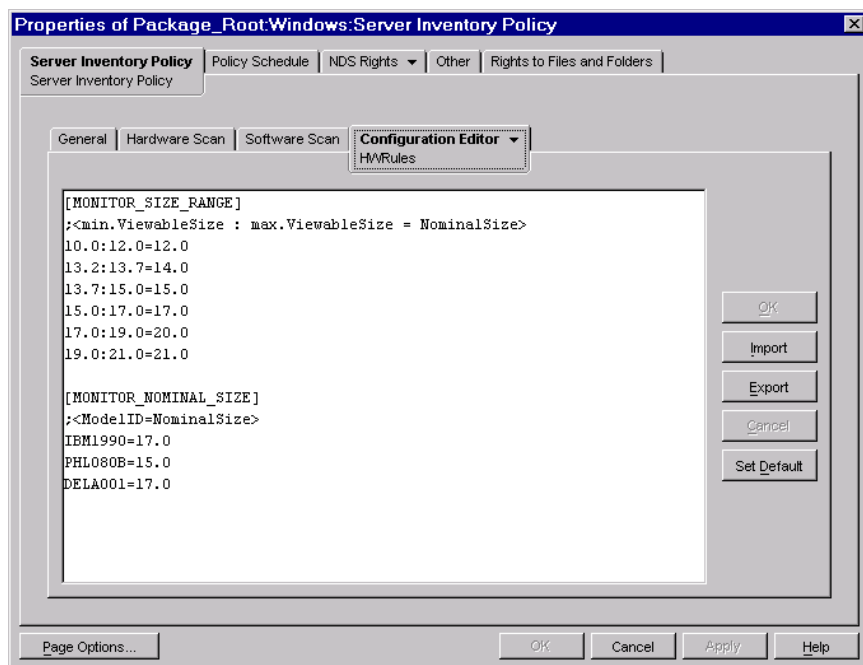 Properties of Package_Root:Windows:Server Inventory Policy
Server Inventory Policy
Policy Schedule
NDS Rights
Other
Rights to Files and Folders
Server Inventory Policy
General
Hardware Scan
Software Scan
Configuration Editor
HWRules
[MONITOR_SIZE_RANGE]
;<min.ViewableSize : max.ViewableSize = NominalSize>
10.0:12.0=12.0
13.2:13.7=14.0
13.7:15.0=15.0
15.0:17.0=17.0
17.0:19.0=20.0
19.0:21.0=21.0
[MONITOR_NOMINAL_SIZE]
;<ModelID=NominalSize>
IBM1990=17.0
PHL080B=15.0
DELA001=17.0
OK
Import
Export
Cancel
Set Default
Page Options...
OK
Cancel
Apply
Help